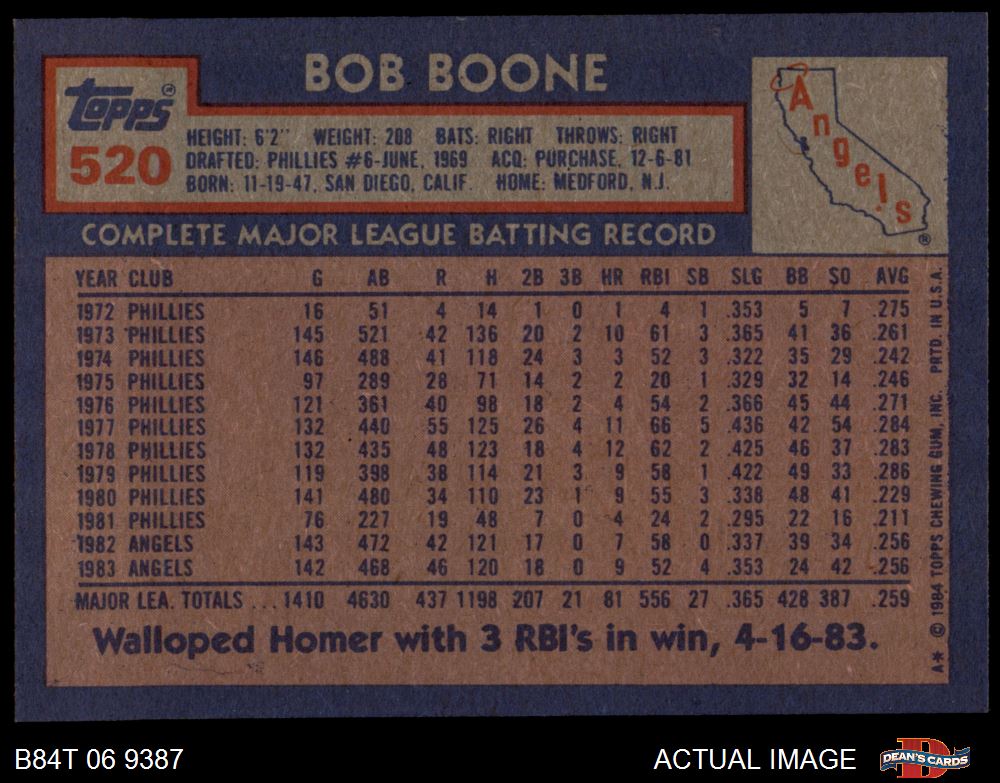 BOB BOONE
topps®
520
HEIGHT: 6'2" WEIGHT: 208 BATS: RIGHT THROWS: RIGHT
DRAFTED: PHILLIES #6-JUNE, 1969 ACQ: PURCHASE, 12-6-81
BORN: 11-19-47, SAN DIEGO, CALIF. HOME: MEDFORD, N.J.
Angels
®
COMPLETE MAJOR LEAGUE BATTING RECORD
YEAR CLUB G AB R H 2B 3B HR RBI SB SLG BB SO AVG
1972 PHILLIES 16 51 4 14 1 0 1 4 1 .353 5 7 .275
1973 PHILLIES 145 521 42 136 20 2 10 61 3 .365 41 36 .261
1974 PHILLIES 146 488 41 118 24 3 3 52 3 .322 35 29 .242
1975 PHILLIES 97 289 28 71 14 2 2 20 1 .329 32 14 .246
1976 PHILLIES 121 361 40 98 18 2 4 54 2 .366 45 44 .271
1977 PHILLIES 132 440 55 125 26 4 11 66 5 .436 42 54 .284
1978 PHILLIES 132 435 48 123 18 4 12 62 2 .425 46 37 .283
1979 PHILLIES 119 398 38 114 21 3 9 58 1 .422 49 33 .286
1980 PHILLIES 141 480 34 110 23 1 9 55 3 .338 48 41 .229
1981 PHILLIES 76 227 19 48 7 0 4 24 2 .295 22 16 .211
1982 ANGELS 143 472 42 121 17 0 7 58 0 .337 39 34 .256
1983 ANGELS 142 468 46 120 18 0 9 52 4 .353 24 42 .256
MAJOR LEA. TOTALS ... 1410 4630 437 1198 207 21 81 556 27 .365 428 387 .259
Walloped Homer with 3 RBI's in win, 4-16-83.
A* © 1984 TOPPS CHEWING GUM, INC. PRTD. IN U.S.A.
B84T 06 9387
ACTUAL IMAGE
DEAN'S CARDS